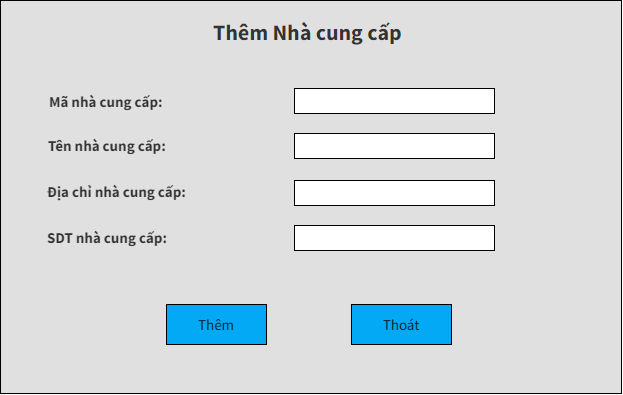 Thêm Nhà cung cấp
Mã nhà cung cấp:
Tên nhà cung cấp:
Địa chỉ nhà cung cấp:
SDT nhà cung cấp:
Thêm
Thoát